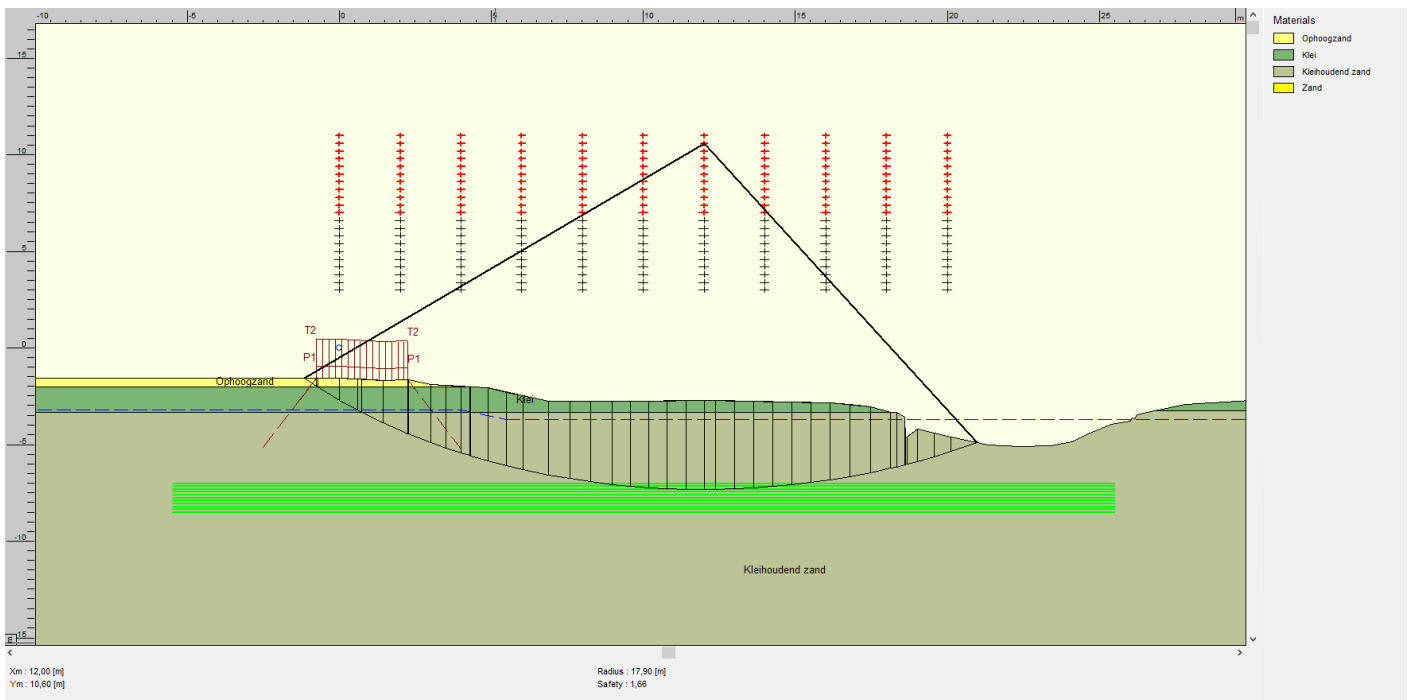 -10 -5 0 5 10 15 20 25 m
Materials
Ophoogzand
Klei
Kleihoudend zand
Zand
15
10
5
0
-5
-10
-15
T2 T2
P1 P1
Ophoogzand
Klei
Kleihoudend zand
Xm : 12,00 [m]
Ym : 10,60 [m]
Radius : 17,90 [m]
Safety : 1,66